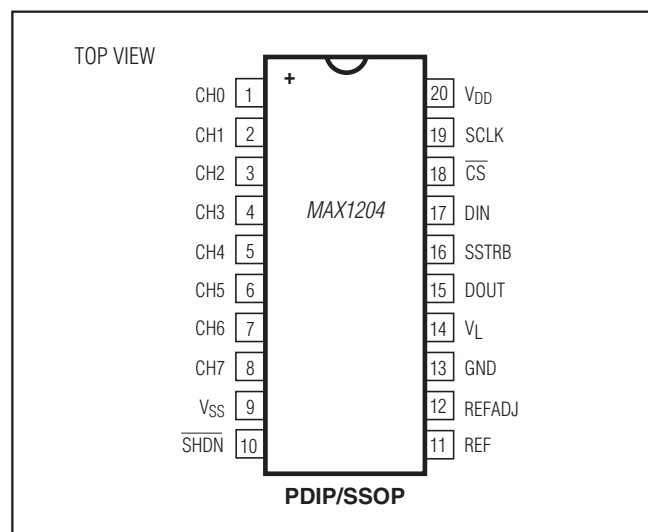 TOP VIEW
+
CH0 1 20 VDD
CH1 2 19 SCLK
CH2 3 18 C̅S̅
CH3 4 MAX1204 17 DIN
CH4 5 16 SSTRB
CH5 6 15 DOUT
CH6 7 14 VL
CH7 8 13 GND
VSS 9 12 REFADJ
S̅H̅D̅N̅ 10 11 REF
PDIP/SSOP